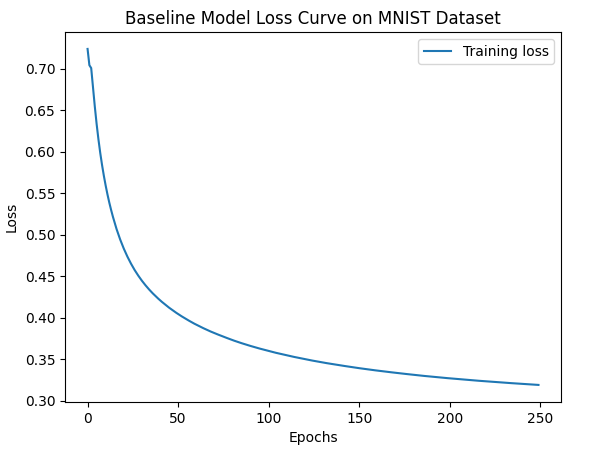 Baseline Model Loss Curve on MNIST Dataset
Training loss
0.70
0.65
0.60
0.55
0.50
0.45
0.40
0.35
0.30
Loss
0 50 100 150 200 250
Epochs